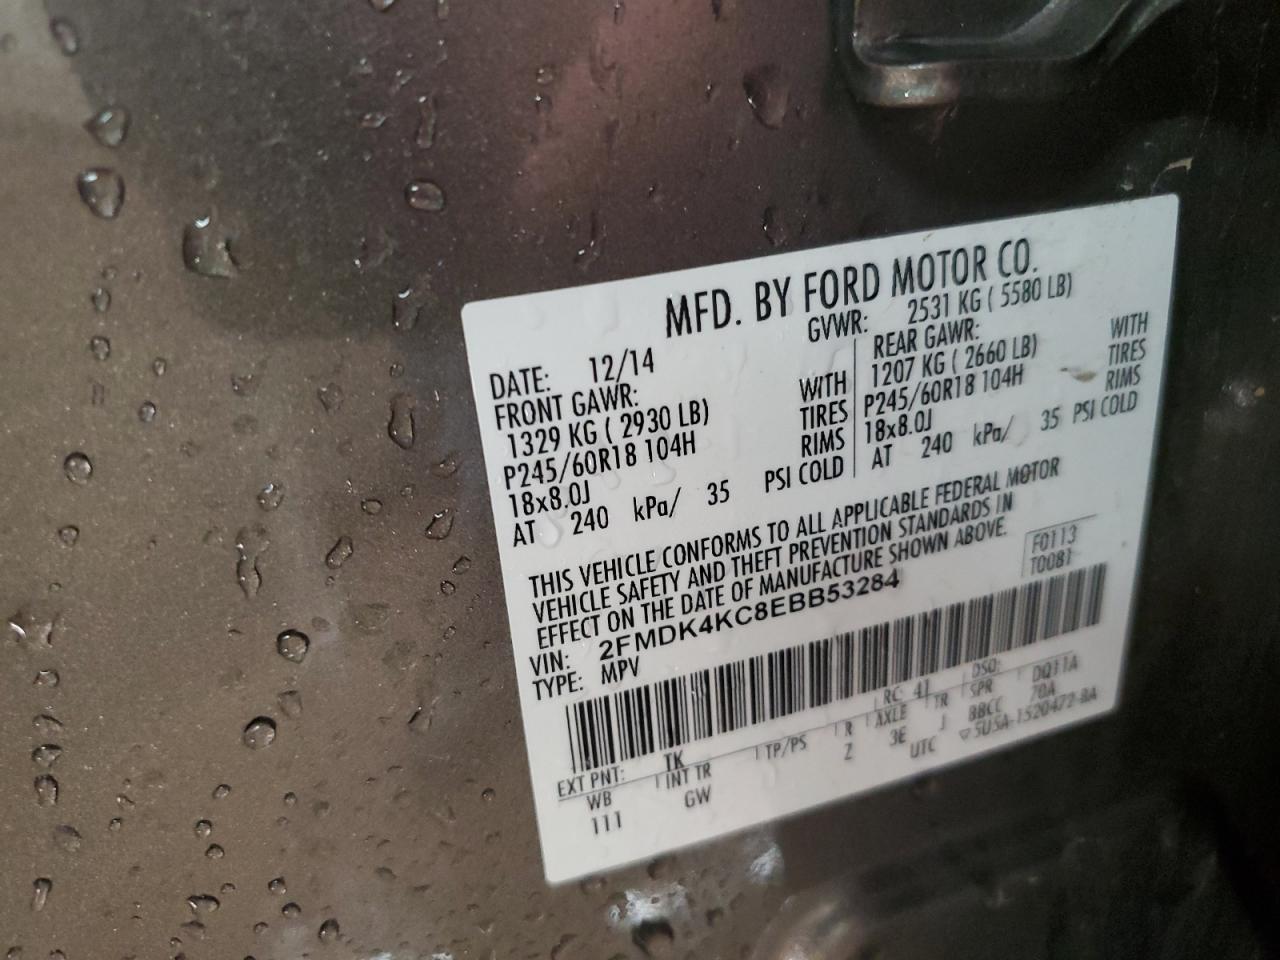 MFD. BY FORD MOTOR CO.
DATE: 12/14 GVWR: 2531 KG ( 5580 LB)
FRONT GAWR: REAR GAWR:
1329 KG ( 2930 LB) WITH 1207 KG ( 2660 LB) WITH
P245/60R18 104H TIRES P245/60R18 104H TIRES
18x8.0J RIMS 18x8.0J RIMS
AT 240 kPa/ 35 PSI COLD AT 240 kPa/ 35 PSI COLD
THIS VEHICLE CONFORMS TO ALL APPLICABLE FEDERAL MOTOR
VEHICLE SAFETY AND THEFT PREVENTION STANDARDS IN
EFFECT ON THE DATE OF MANUFACTURE SHOWN ABOVE.
F0113
T0081
VIN: 2FMDK4KC8EBB53284
TYPE: MPV
EXT PNT: TK RC: 41 DSO: DQ11A
WB INT TR TP/PS R AXLE TR SPR 70A
111 GW Z 3E J BBCC
UTC ▽5U5A-1520472-BA